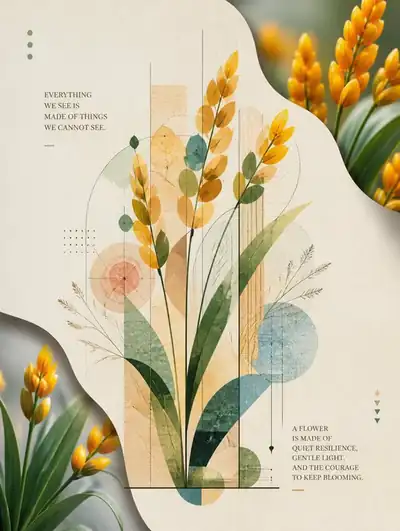 EVERYTHING
WE SEE IS
MADE OF THINGS
WE CANNOT SEE.
A FLOWER
IS MADE OF
QUIET RESILIENCE,
GENTLE LIGHT,
AND THE COURAGE
TO KEEP BLOOMING.